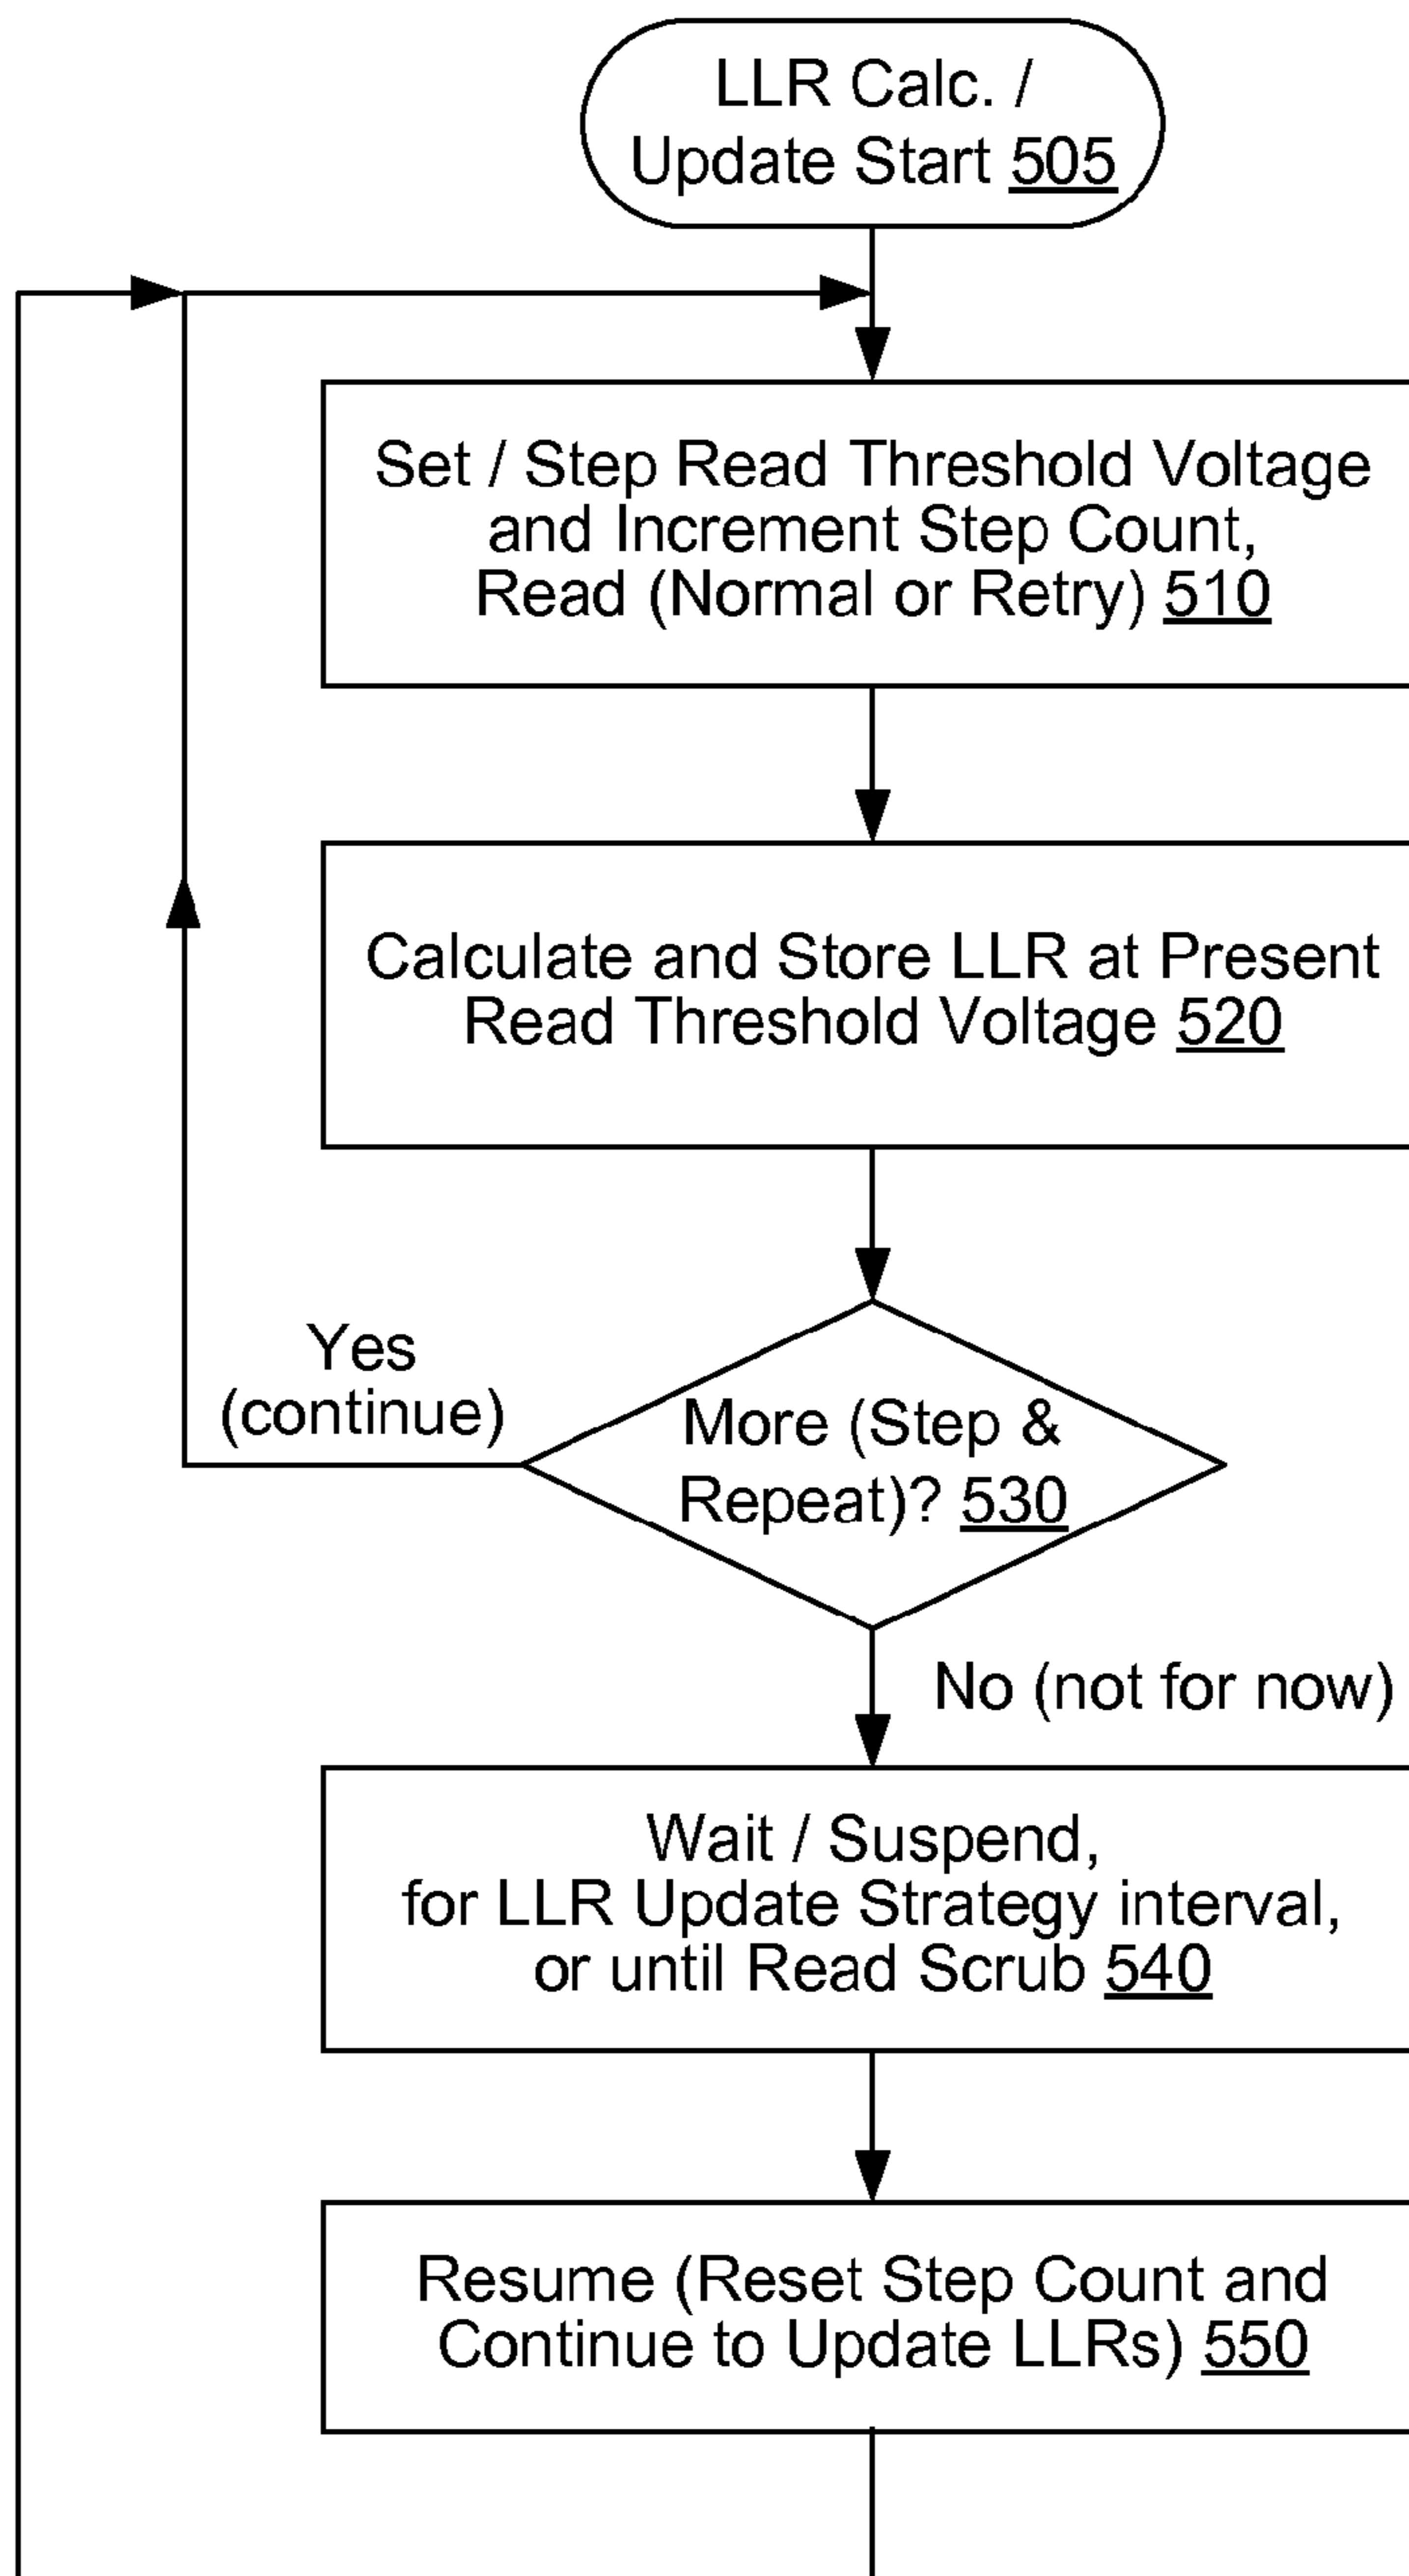 LLR Calc. /
Update Start 505
Set / Step Read Threshold Voltage
and Increment Step Count,
Read (Normal or Retry) 510
Calculate and Store LLR at Present
Read Threshold Voltage 520
Yes
(continue)
More (Step &
Repeat)? 530
No (not for now)
Wait / Suspend,
for LLR Update Strategy interval,
or until Read Scrub 540
Resume (Reset Step Count and
Continue to Update LLRs) 550